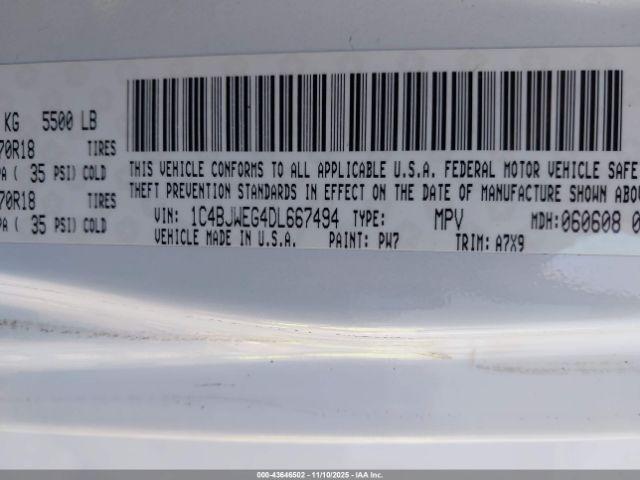 KG 5500 LB
70R18 TIRES
PA ( 35 PSI) COLD
70R18 TIRES
PA ( 35 PSI) COLD
THIS VEHICLE CONFORMS TO ALL APPLICABLE U.S.A. FEDERAL MOTOR VEHICLE SAFE
THEFT PREVENTION STANDARDS IN EFFECT ON THE DATE OF MANUFACTURE SHOWN ABOV
VIN: 1C4BJWEG4DL667494 TYPE: MPV MDH:060608 0
VEHICLE MADE IN U.S.A. PAINT: PW7 TRIM: A7X9
000-43646502 - 11/10/2025 - IAA Inc.